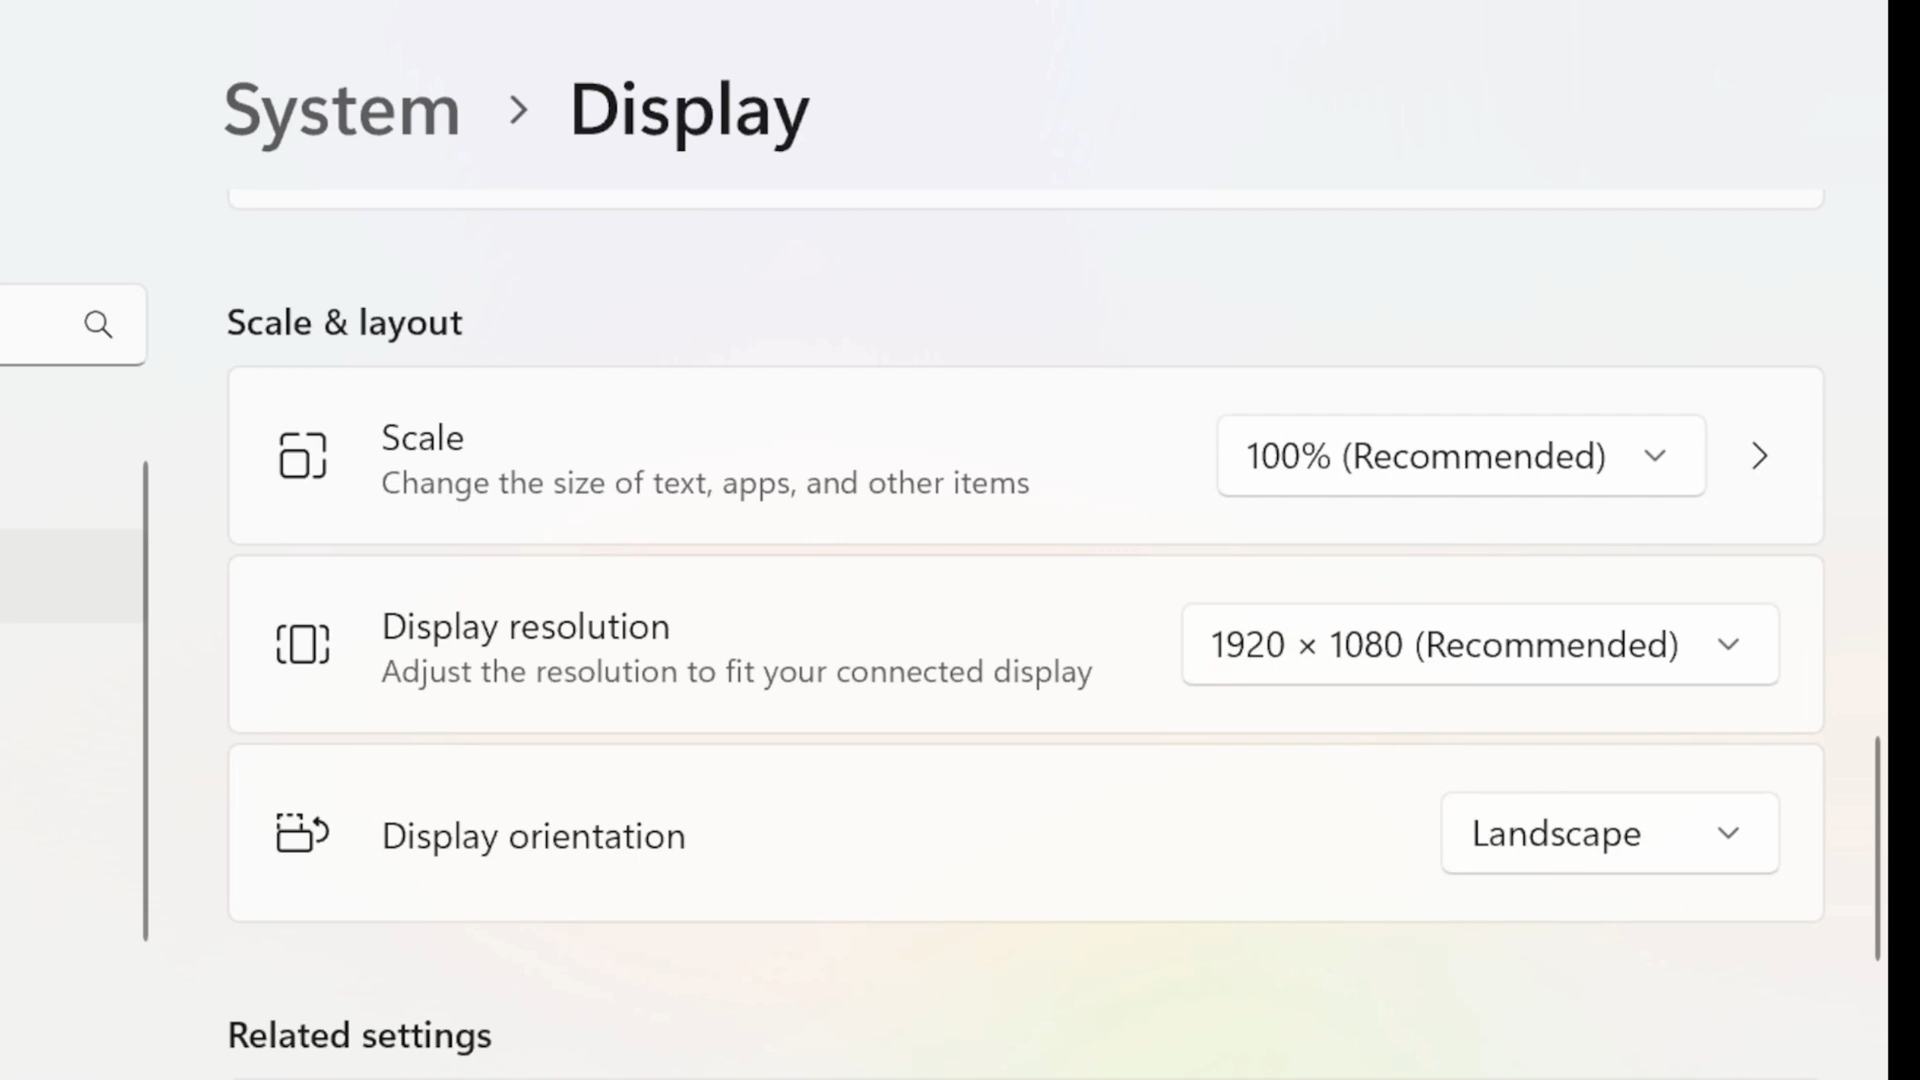 System > Display
Scale & layout
Scale
Change the size of text, apps, and other items
100% (Recommended)
Display resolution
Adjust the resolution to fit your connected display
1920 × 1080 (Recommended)
Display orientation
Landscape
Related settings